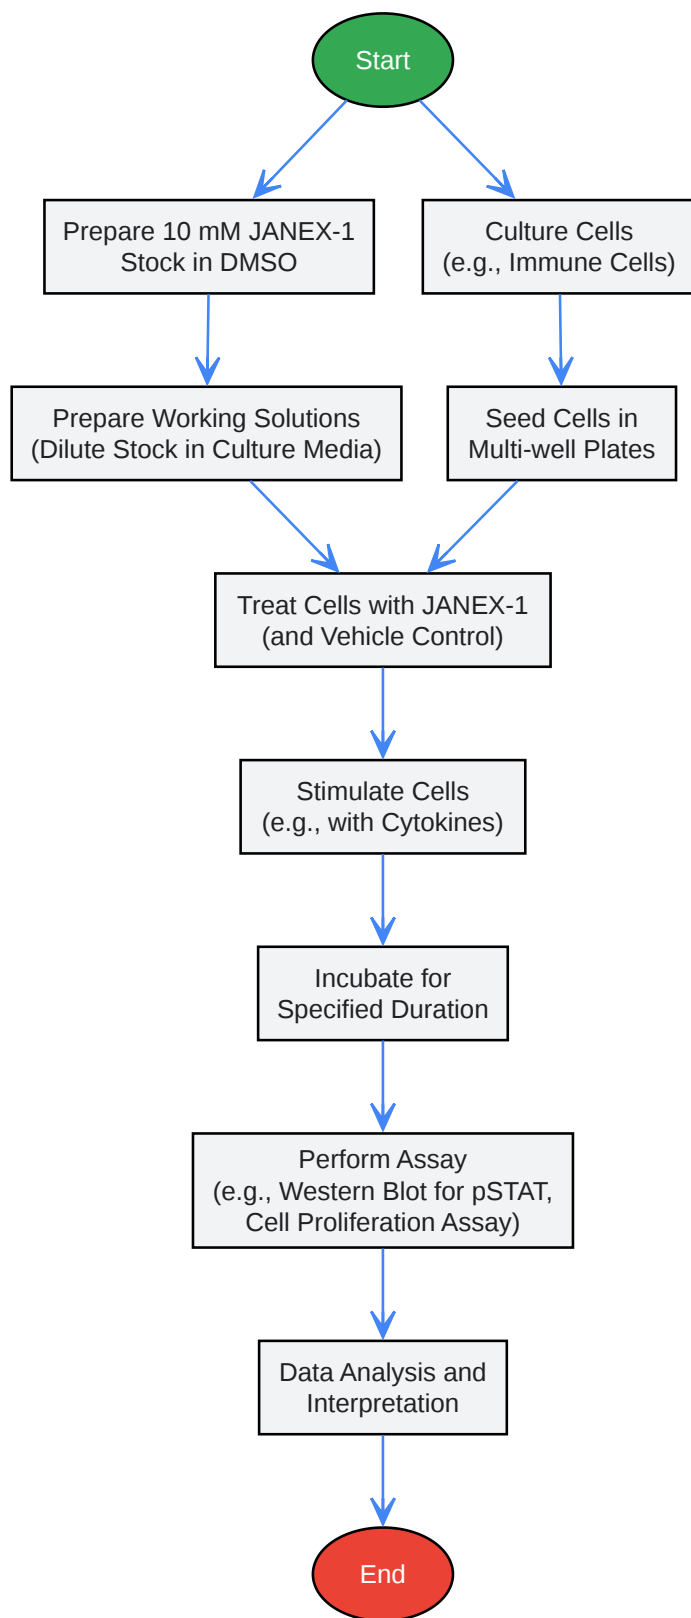 Start
Prepare 10 mM JANEX-1
Stock in DMSO
Culture Cells
(e.g., Immune Cells)
Prepare Working Solutions
(Dilute Stock in Culture Media)
Seed Cells in
Multi-well Plates
Treat Cells with JANEX-1
(and Vehicle Control)
Stimulate Cells
(e.g., with Cytokines)
Incubate for
Specified Duration
Perform Assay
(e.g., Western Blot for pSTAT,
Cell Proliferation Assay)
Data Analysis and
Interpretation
End